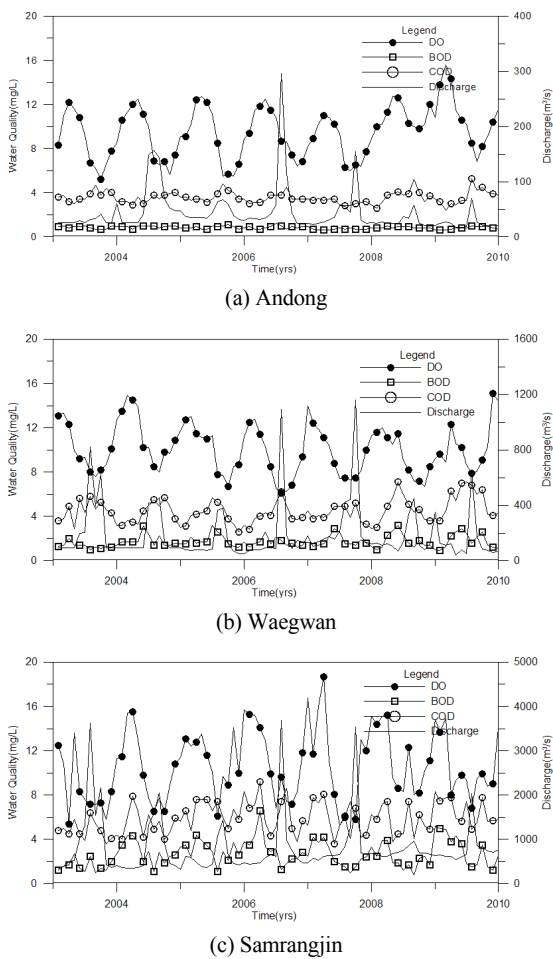 20
400
Legend
DO
BOD
COD
Discharge
16
300
12
200
8
100
4
0
0
2004
2006
2008
2010
Time(yrs)
Water Quality(mg/L)
Discharge(m³/s)
(a) Andong
20
1600
Legend
DO
BOD
COD
Discharge
16
1200
12
800
8
400
4
0
0
2004
2006
2008
2010
Time(yrs)
Water Quality(mg/L)
Discharge(m³/s)
(b) Waegwan
20
5000
Legend
DO
BOD
COD
Discharge
16
4000
12
3000
8
2000
4
1000
0
0
2004
2006
2008
2010
Time(yrs)
Water Quality(mg/L)
Discharge(m³/s)
(c) Samrangjin